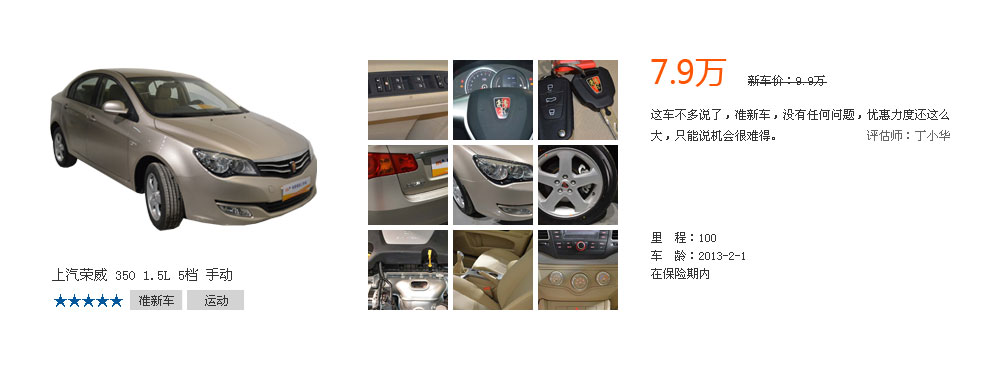 7.9万
新车价：9.9万
这车不多说了，准新车，没有任何问题，优惠力度还这么
大，只能说机会很难得。
评估师：丁小华
里 程：100
车 龄：2013-2-1
在保险期内
上汽荣威 350 1.5L 5档 手动
准新车
运动